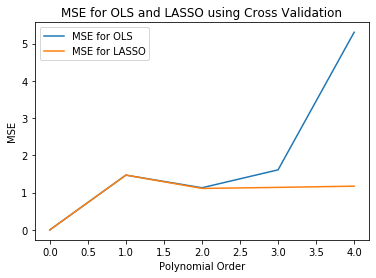 MSE for OLS and LASSO using Cross Validation
MSE for OLS
MSE for LASSO
MSE
5
4
3
2
1
0
0.0 0.5 1.0 1.5 2.0 2.5 3.0 3.5 4.0
Polynomial Order